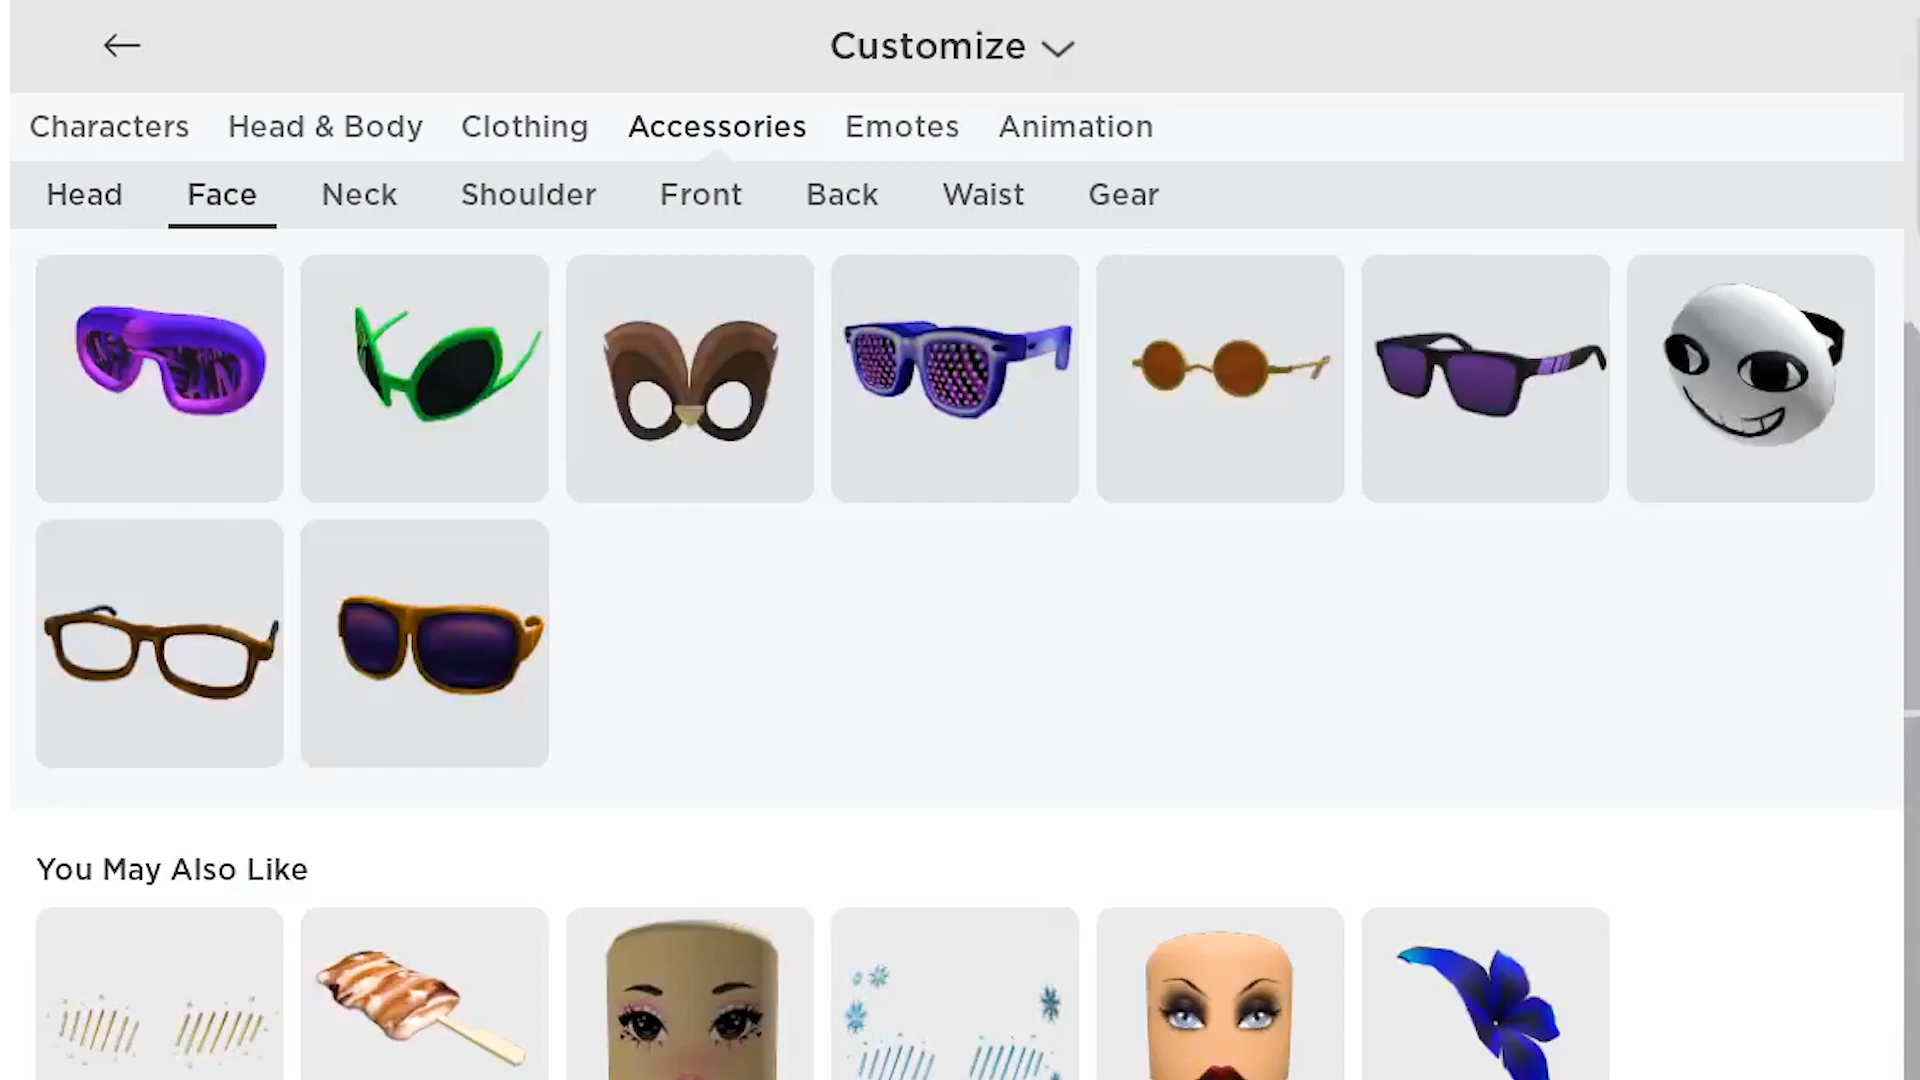 Customize
Characters Head & Body Clothing Accessories Emotes Animation
Head Face Neck Shoulder Front Back Waist Gear
You May Also Like